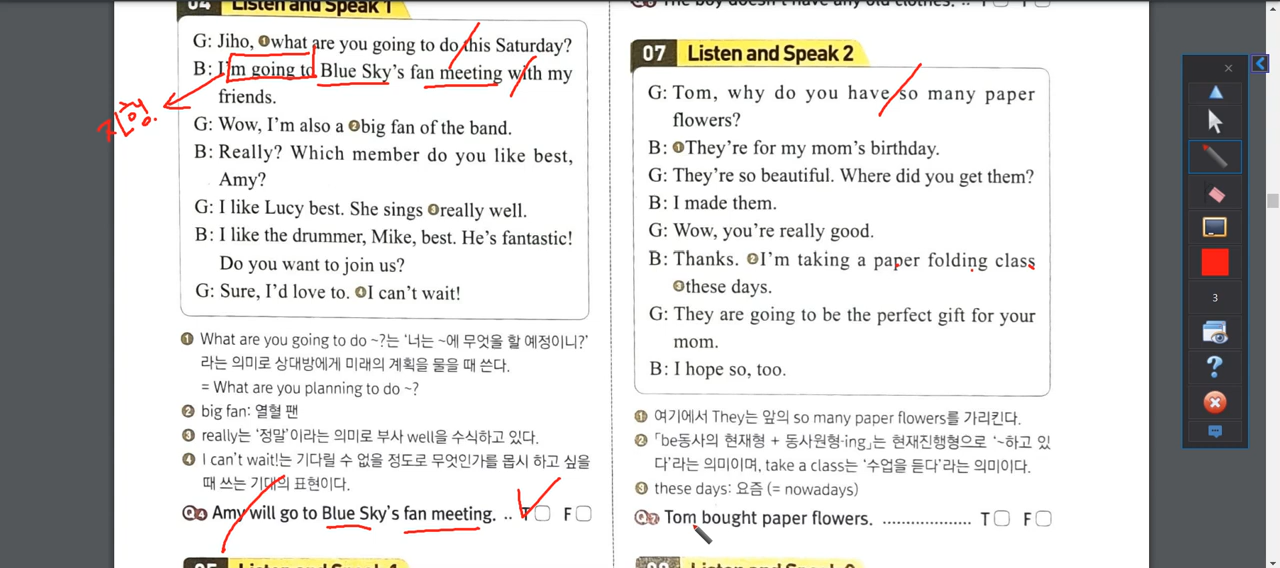 04 Listen and Speak 1
G: Jiho, ❶what are you going to do this Saturday?
B: I'm going to Blue Sky's fan meeting with my
friends.
G: Wow, I'm also a ❷big fan of the band.
B: Really? Which member do you like best,
Amy?
G: I like Lucy best. She sings ❸really well.
B: I like the drummer, Mike, best. He's fantastic!
Do you want to join us?
G: Sure, I'd love to. ❹I can't wait!
❶ What are you going to do ~?는 '너는 ~에 무엇을 할 예정이니?'
라는 의미로 상대방에게 미래의 계획을 물을 때 쓴다.
= What are you planning to do ~?
❷ big fan: 열혈 팬
❸ really는 '정말'이라는 의미로 부사 well을 수식하고 있다.
❹ I can't wait!는 기다릴 수 없을 정도로 무엇인가를 몹시 하고 싶을
때 쓰는 기대의 표현이다.
Q4 Amy will go to Blue Sky's fan meeting. .. T F
05 Listen and Speak 1
The boy doesn't have any old clothes. .. T F
07 Listen and Speak 2
G: Tom, why do you have so many paper
flowers?
B: ❶They're for my mom's birthday.
G: They're so beautiful. Where did you get them?
B: I made them.
G: Wow, you're really good.
B: Thanks. ❷I'm taking a paper folding class
❸these days.
G: They are going to be the perfect gift for your
mom.
B: I hope so, too.
❶ 여기에서 They는 앞의 so many paper flowers를 가리킨다.
❷ 「be동사의 현재형 + 동사원형-ing」는 현재진행형으로 '~하고 있
다'라는 의미이며, take a class는 '수업을 듣다'라는 의미이다.
❸ these days: 요즘 (= nowadays)
Q7 Tom bought paper flowers. .................... T F
Listen and Speak 2
3